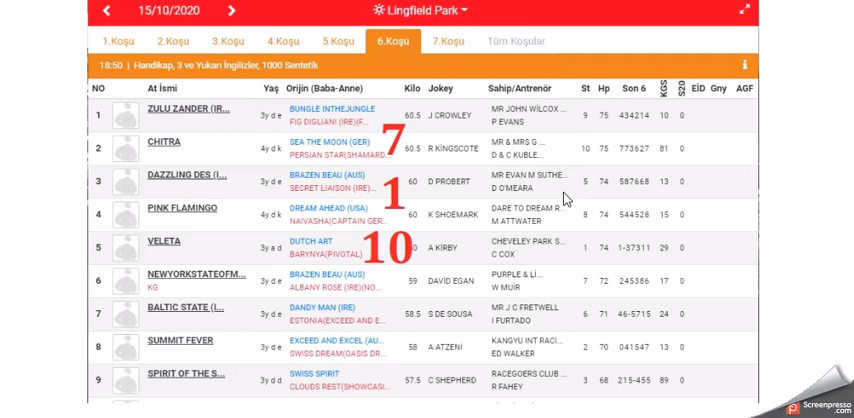 15/10/2020 Lingfield Park
1.Koşu 2.Koşu 3.Koşu 4.Koşu 5.Koşu 6.Koşu 7.Koşu Tüm Koşular
18:50 | Handikap, 3 ve Yukarı İngilizler, 1000 Sentetik
NO At İsmi Yaş Orijin (Baba-Anne) Kilo Jokey Sahip/Antrenör St Hp Son 6 KGS S20 EİD Gny AGF
1 ZULU ZANDER (IR... 3y d e BUNGLE INTHEJUNGLE 60.5 J CROWLEY MR JOHN WİLCOX ... 9 75 434214 10 0
FIG DIGLIANI (IRE)(F... P EVANS
2 CHITRA 4y d k SEA THE MOON (GER) 60.5 R KİNGSCOTE MR & MRS G ... 10 75 773627 81 0
PERSIAN STAR(SHAMARD... D & C KUBLE...
7
3 DAZZLING DES (I... 3y d e BRAZEN BEAU (AUS) 60 D PROBERT MR EVAN M SUTHE... 5 74 587668 13 0
SECRET LIAISON (IRE)... D O'MEARA
1
4 PINK FLAMINGO 4y d k DREAM AHEAD (USA) 60 K SHOEMARK DARE TO DREAM R... 8 74 544528 15 0
NAIVASHA(CAPTAIN GER... M ATTWATER
5 VELETA 3y a d DUTCH ART A KİRBY CHEVELEY PARK S... 1 74 1-37311 29 0
BARYNYA(PIVOTAL) C COX
10
6 NEWYORKSTATEOFM... 3y d e BRAZEN BEAU (AUS) 59 DAVİD EGAN PURPLE & Lİ... 7 72 245386 17 0
KG ALBANY ROSE (IRE)(NO... W MUİR
7 BALTIC STATE (I... 3y d e DANDY MAN (IRE) 58.5 S DE SOUSA MR J C FRETWELL 6 71 46-5715 24 0
ESTONIA(EXCEED AND E... I FURTADO
8 SUMMIT FEVER 3y d e EXCEED AND EXCEL (AU... 58 A ATZENİ KANGYU INT RACİ... 2 70 041547 13 0
SWISS DREAM(OASIS DR... ED WALKER
9 SPIRIT OF THE S... 3y d d SWISS SPIRIT 57.5 C SHEPHERD RACEGOERS CLUB ... 3 68 215-455 89 0
CLOUDS REST(SHOWCASI... R FAHEY
Screenpresso
.com